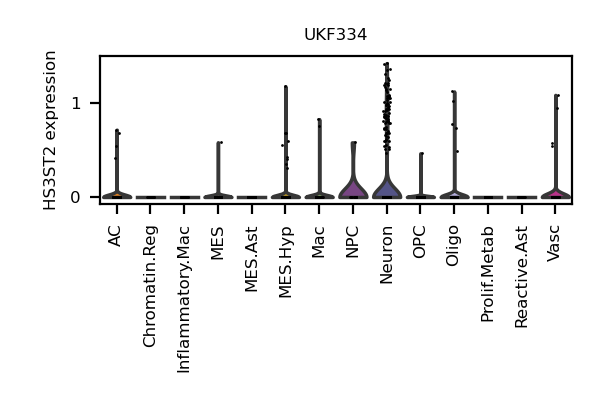 UKF334
HS3ST2 expression
1
0
AC
Chromatin.Reg
Inflammatory.Mac
MES
MES.Ast
MES.Hyp
Mac
NPC
Neuron
OPC
Oligo
Prolif.Metab
Reactive.Ast
Vasc